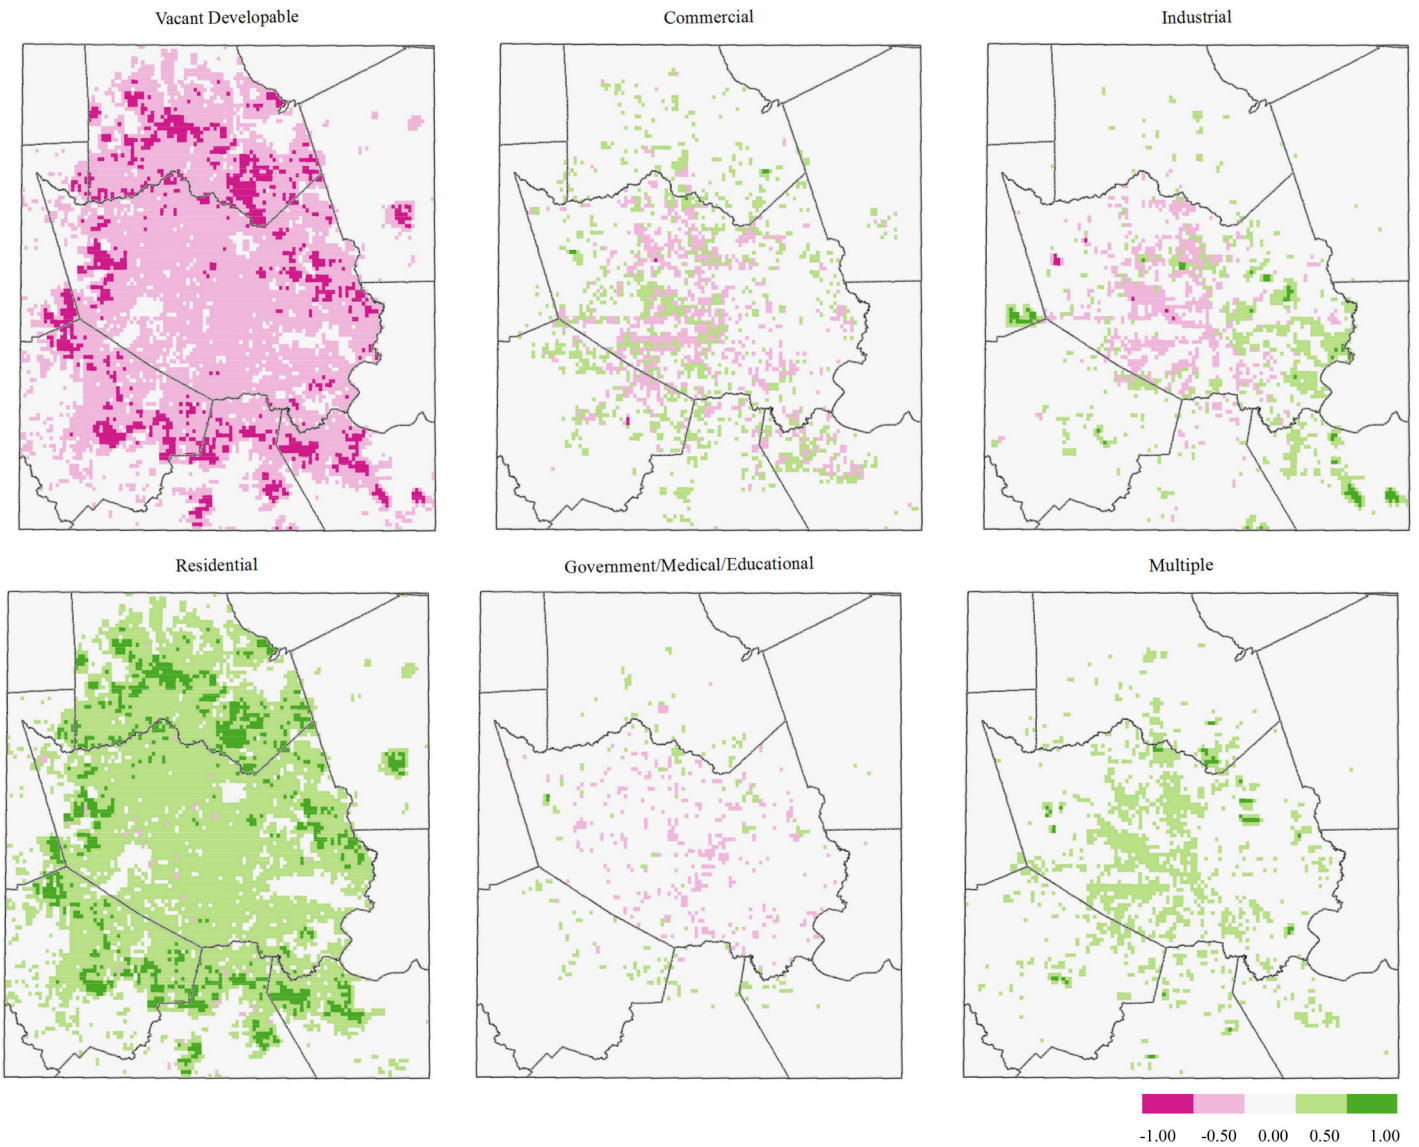 Vacant Developable
Commercial
Industrial
Residential
Government/Medical/Educational
Multiple
-1.00 -0.50 0.00 0.50 1.00